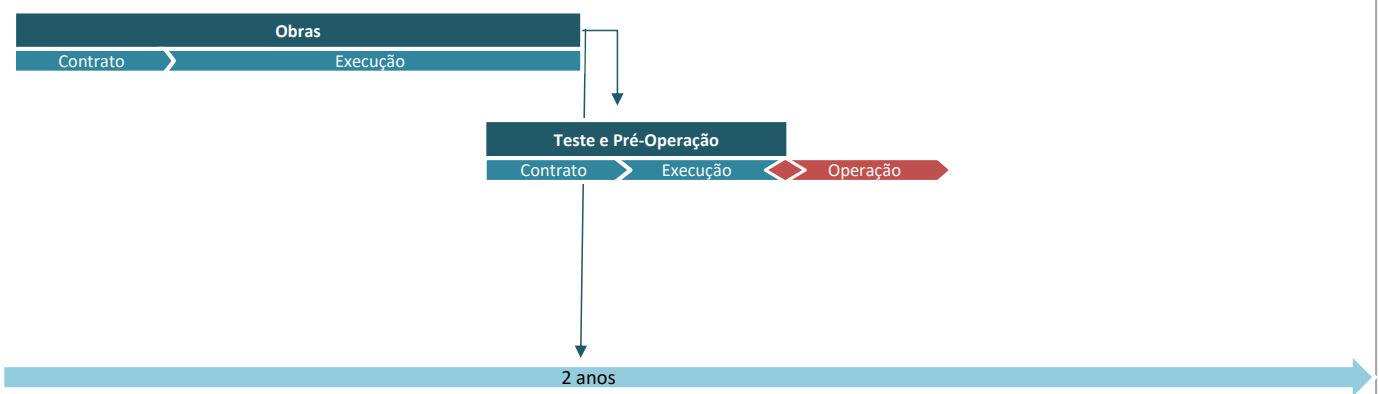 Obras
Contrato Execução
Teste e Pré-Operação
Contrato Execução Operação
2 anos